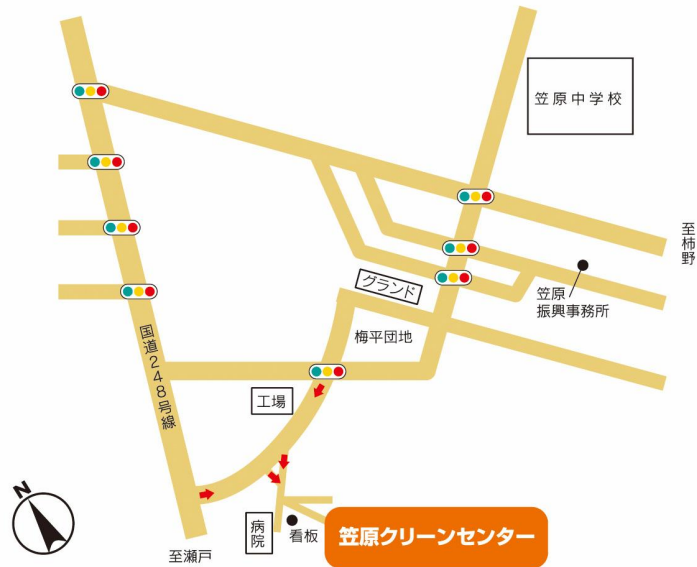 笠原中学校
至柿野
グランド
笠原
振興事務所
梅平団地
国道248号線
工場
N
病院
看板
笠原クリーンセンター
至瀬戸